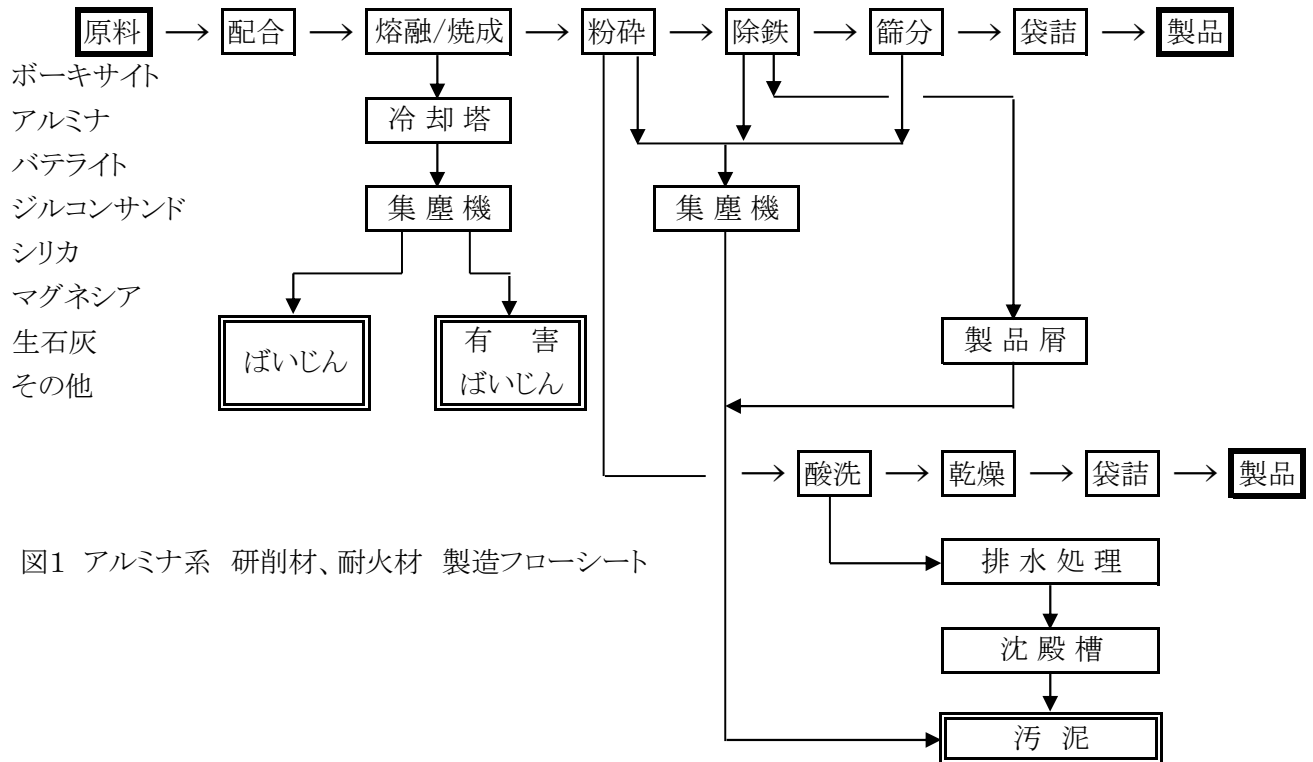 原料 → 配合 → 熔融/焼成 → 粉砕 → 除鉄 → 篩分 → 袋詰 → 製品
ボーキサイト
アルミナ
バテライト
ジルコンサンド
シリカ
マグネシア
生石灰
その他
冷却塔
集塵機
集塵機
ばいじん
有 害
ばいじん
製品屑
→ 酸洗 → 乾燥 → 袋詰 → 製品
図1 アルミナ系 研削材、耐火材 製造フローシート
排水処理
沈殿槽
汚 泥